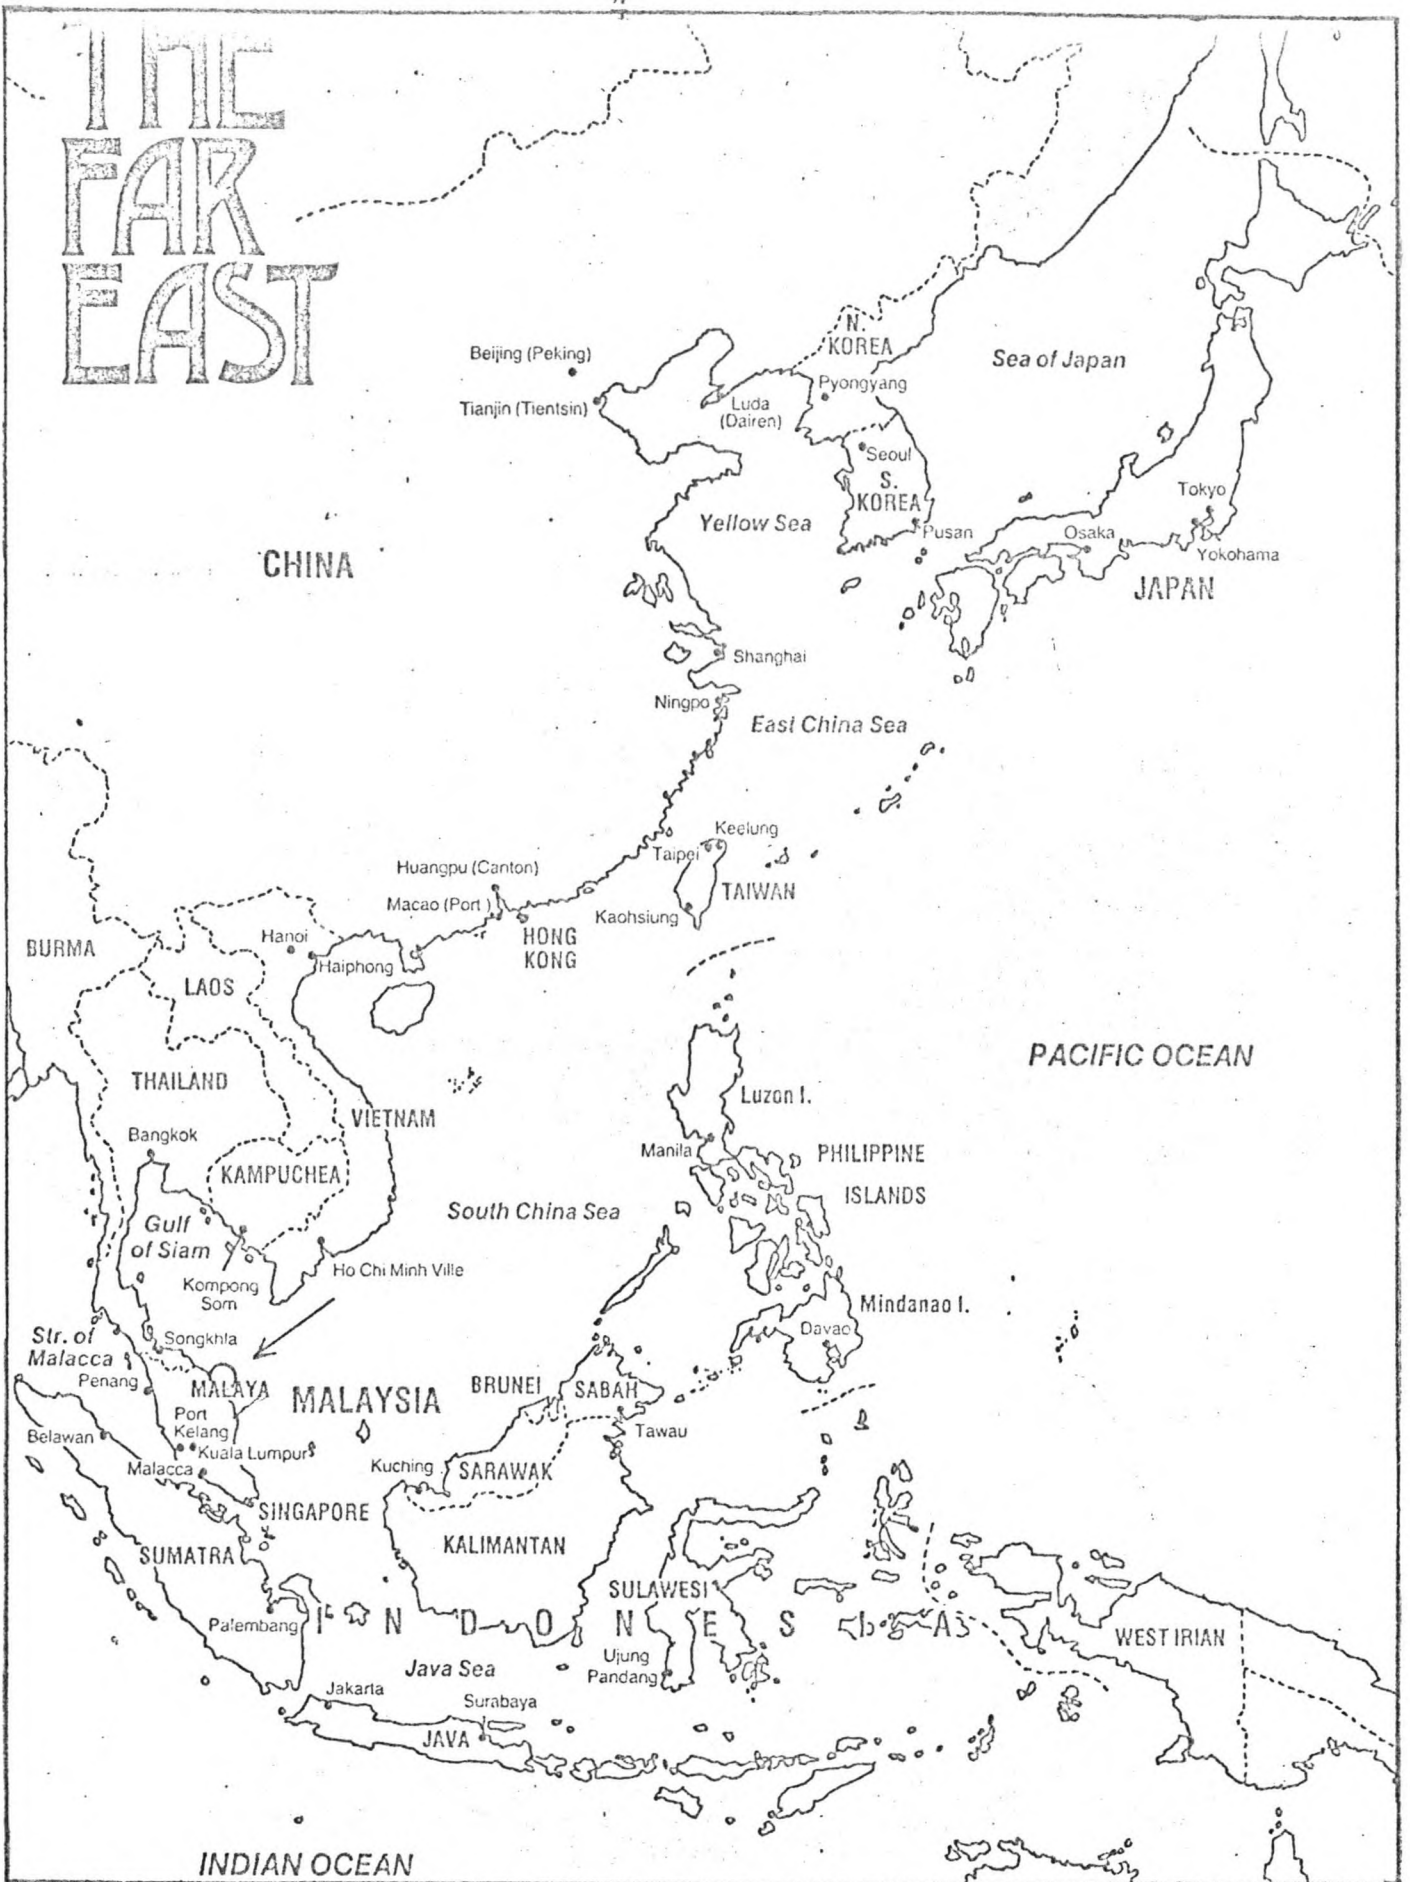 THE
FAR
EAST
N.
KOREA
Sea of Japan
Beijing (Peking)
Pyongyang
Tianjin (Tientsin)
Luda
(Dairen)
Seoul
S.
KOREA
Tokyo
Yellow Sea
Pusan
Osaka
Yokohama
CHINA
JAPAN
Shanghai
Ningpo
East China Sea
Keelung
Taipei
Huangpu (Canton)
TAIWAN
Macao (Port )
Kaohsiung
HONG
KONG
BURMA
Hanoi
Haiphong
LAOS
PACIFIC OCEAN
THAILAND
Luzon I.
VIETNAM
Bangkok
Manila
PHILIPPINE
ISLANDS
KAMPUCHEA
South China Sea
Gulf
of Siam
Ho Chi Minh Ville
Kompong
Som
Mindanao I.
Davao
Str. of
Malacca
Songkhla
Penang
MALAYA
MALAYSIA
BRUNEI
SABAH
Port
Kelang
Tawau
Belawan
Kuala Lumpur
Malacca
Kuching
SARAWAK
SINGAPORE
KALIMANTAN
SUMATRA
SULAWESI
Palembang
I N D O N E S I A
WEST IRIAN
Ujung
Pandang
Java Sea
Jakarta
Surabaya
JAVA
INDIAN OCEAN